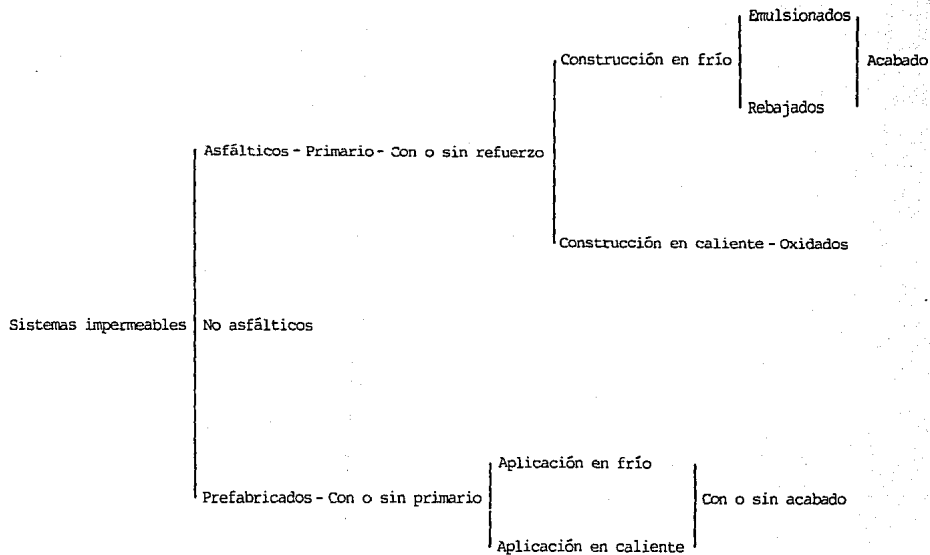 Emulsionados
Construcción en frío
Acabado
Rebajados
Asfálticos - Primario - Con o sin refuerzo
Construcción en caliente - Oxidados
Sistemas impermeables
No asfálticos
Aplicación en frío
Prefabricados - Con o sin primario
Con o sin acabado
Aplicación en caliente